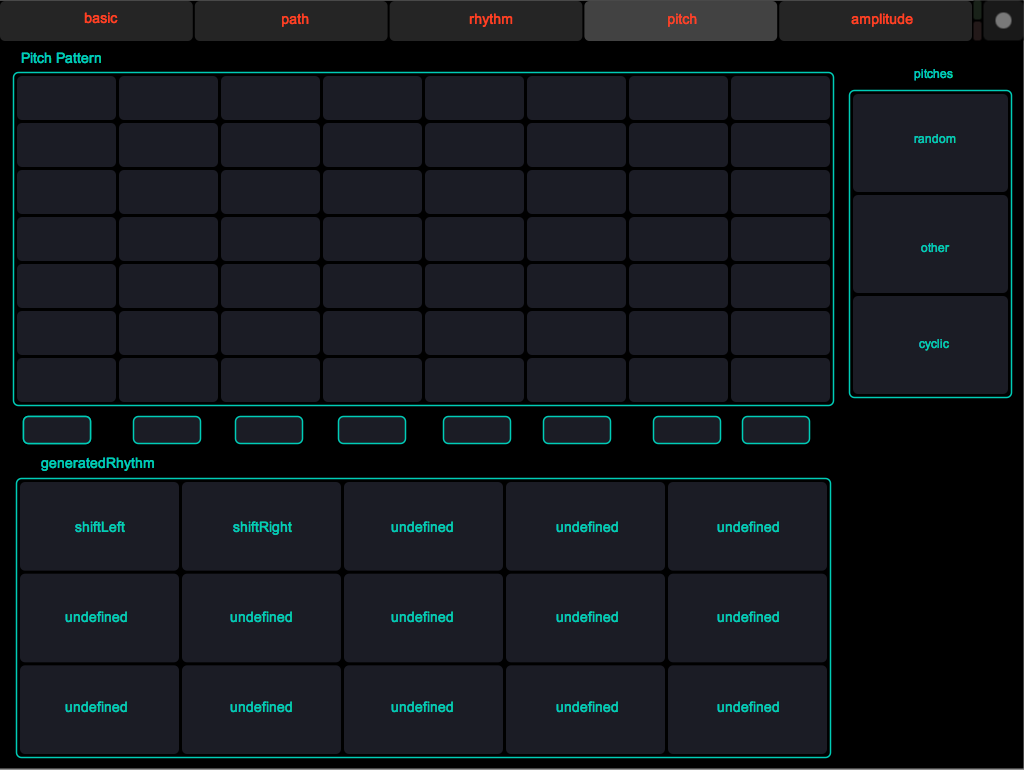 basic path rhythm pitch amplitude
Pitch Pattern
pitches
random
other
cyclic
generatedRhythm
shiftLeft shiftRight undefined undefined undefined
undefined undefined undefined undefined undefined
undefined undefined undefined undefined undefined